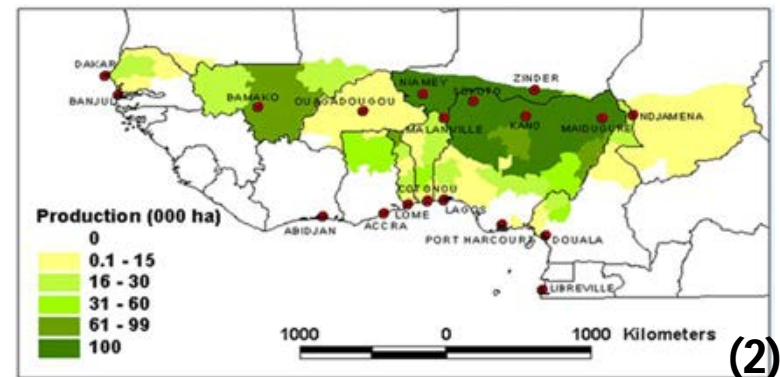 DAKAR
BANJUL
BAMAKO
OUAGADOUGOU
NIAMEY
SOKOTO
ZINDER
MALANVILLE
KANO
MAIDUGURI
NDJAMENA
COTONOU
LOME
LAGOS
ABIDJAN
ACCRA
PORT HARCOURT
DOUALA
LIBREVILLE
Production (000 ha)
0
0.1 - 15
16 - 30
31 - 60
61 - 99
100
1000 0 1000 Kilometers
(2)